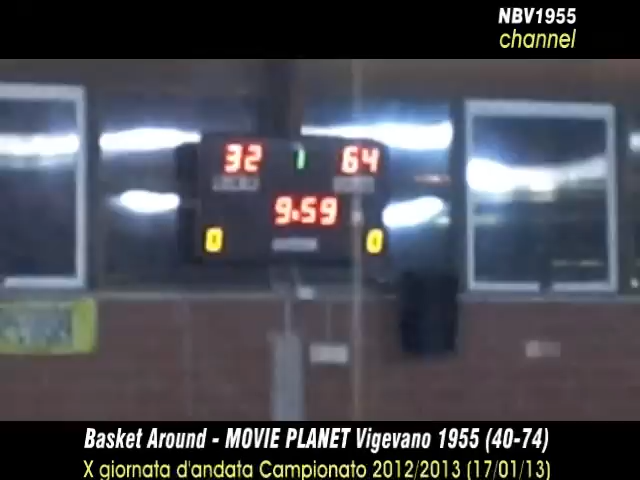 NBV1955
channel
32 1 64
9:59
0 0
Basket Around - MOVIE PLANET Vigevano 1955 (40-74)
X giornata d'andata Campionato 2012/2013 (17/01/13)